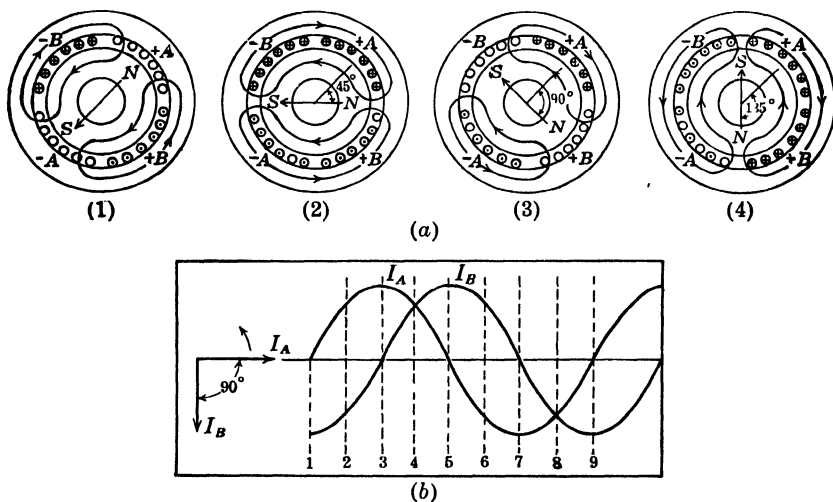 -B +A N S -A +B
-B +A 45° S N -A +B
-B +A S 90° N -A +B
-B +A S 135° N -A +B
(1) (2) (3) (4)
(a)
I_A I_B
I_A
90°
I_B
1 2 3 4 5 6 7 8 9
(b)